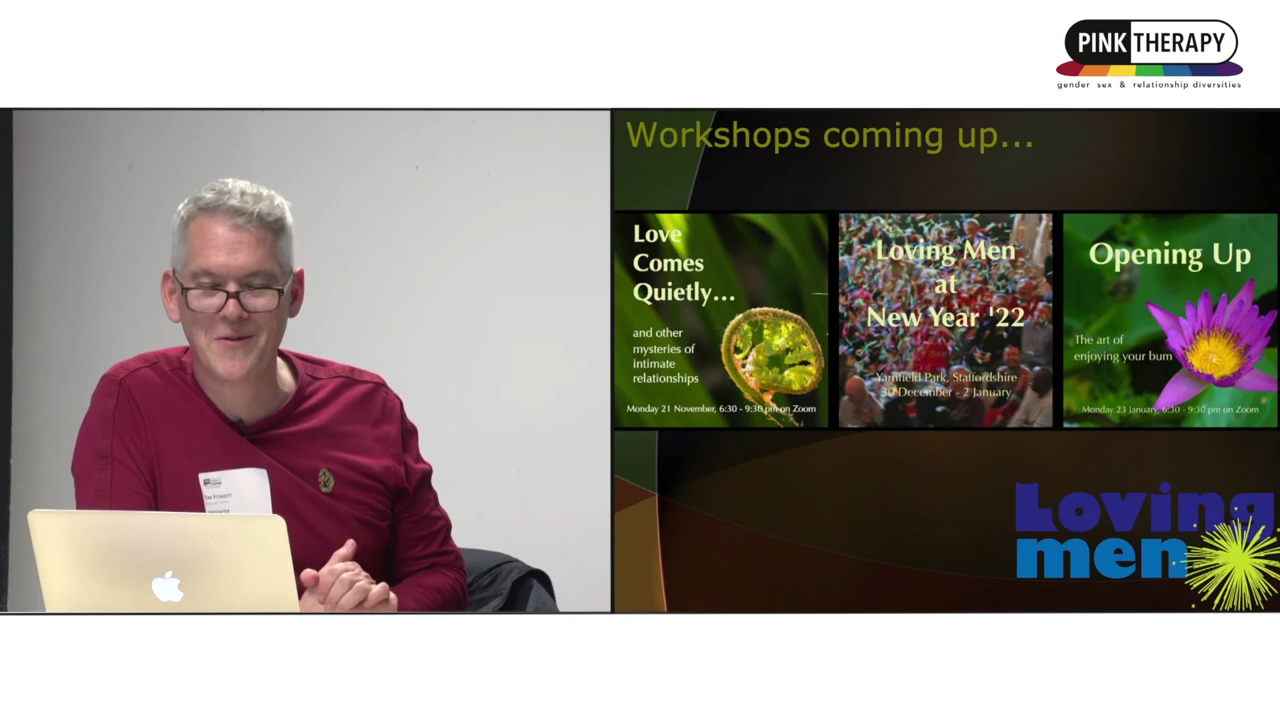 PINK THERAPY
gender sex & relationship diversities
Workshops coming up...
Love
Comes
Quietly...
and other
mysteries of
intimate
relationships
Monday 21 November, 6:30 - 9:30 pm on Zoom
Loving Men
at
New Year '22
Yarnfield Park, Staffordshire
30 December - 2 January
Opening Up
The art of
enjoying your bum
Monday 23 January, 6:30 - 9:30 pm on Zoom
Loving
men